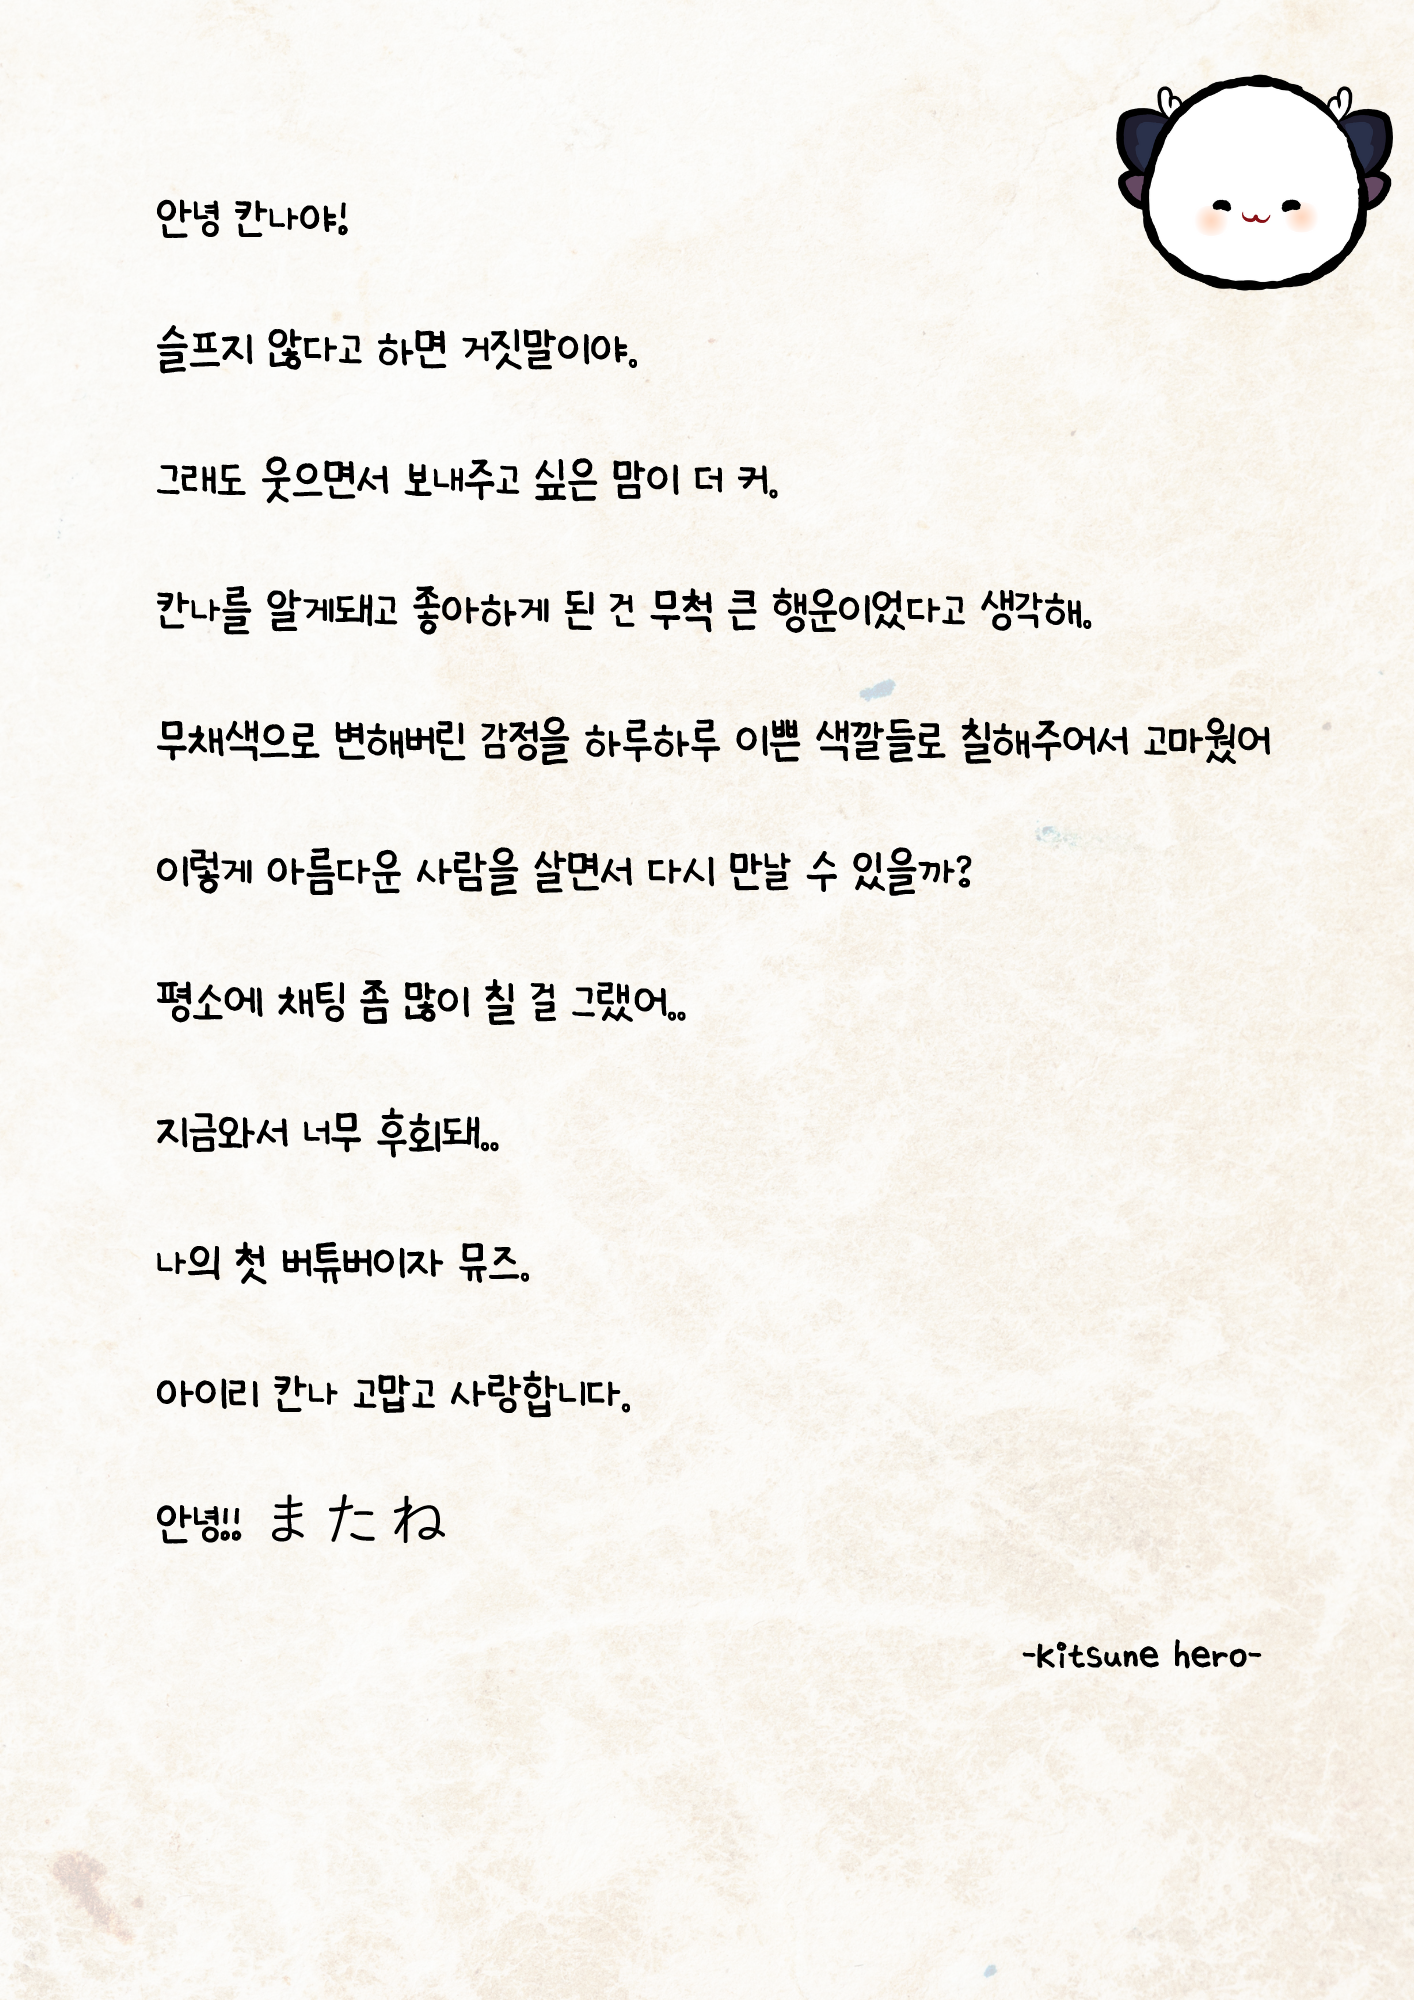 안녕 칸나야!
슬프지 않다고 하면 거짓말이야.
그래도 웃으면서 보내주고 싶은 맘이 더 커.
칸나를 알게돼고 좋아하게 된 건 무척 큰 행운이었다고 생각해.
무채색으로 변해버린 감정을 하루하루 이쁜 색깔들로 칠해주어서 고마웠어
이렇게 아름다운 사람을 살면서 다시 만날 수 있을까?
평소에 채팅 좀 많이 칠 걸 그랬어..
지금와서 너무 후회돼..
나의 첫 버튜버이자 뮤즈.
아이리 칸나 고맙고 사랑합니다.
안녕!! またね
-kitsune hero-